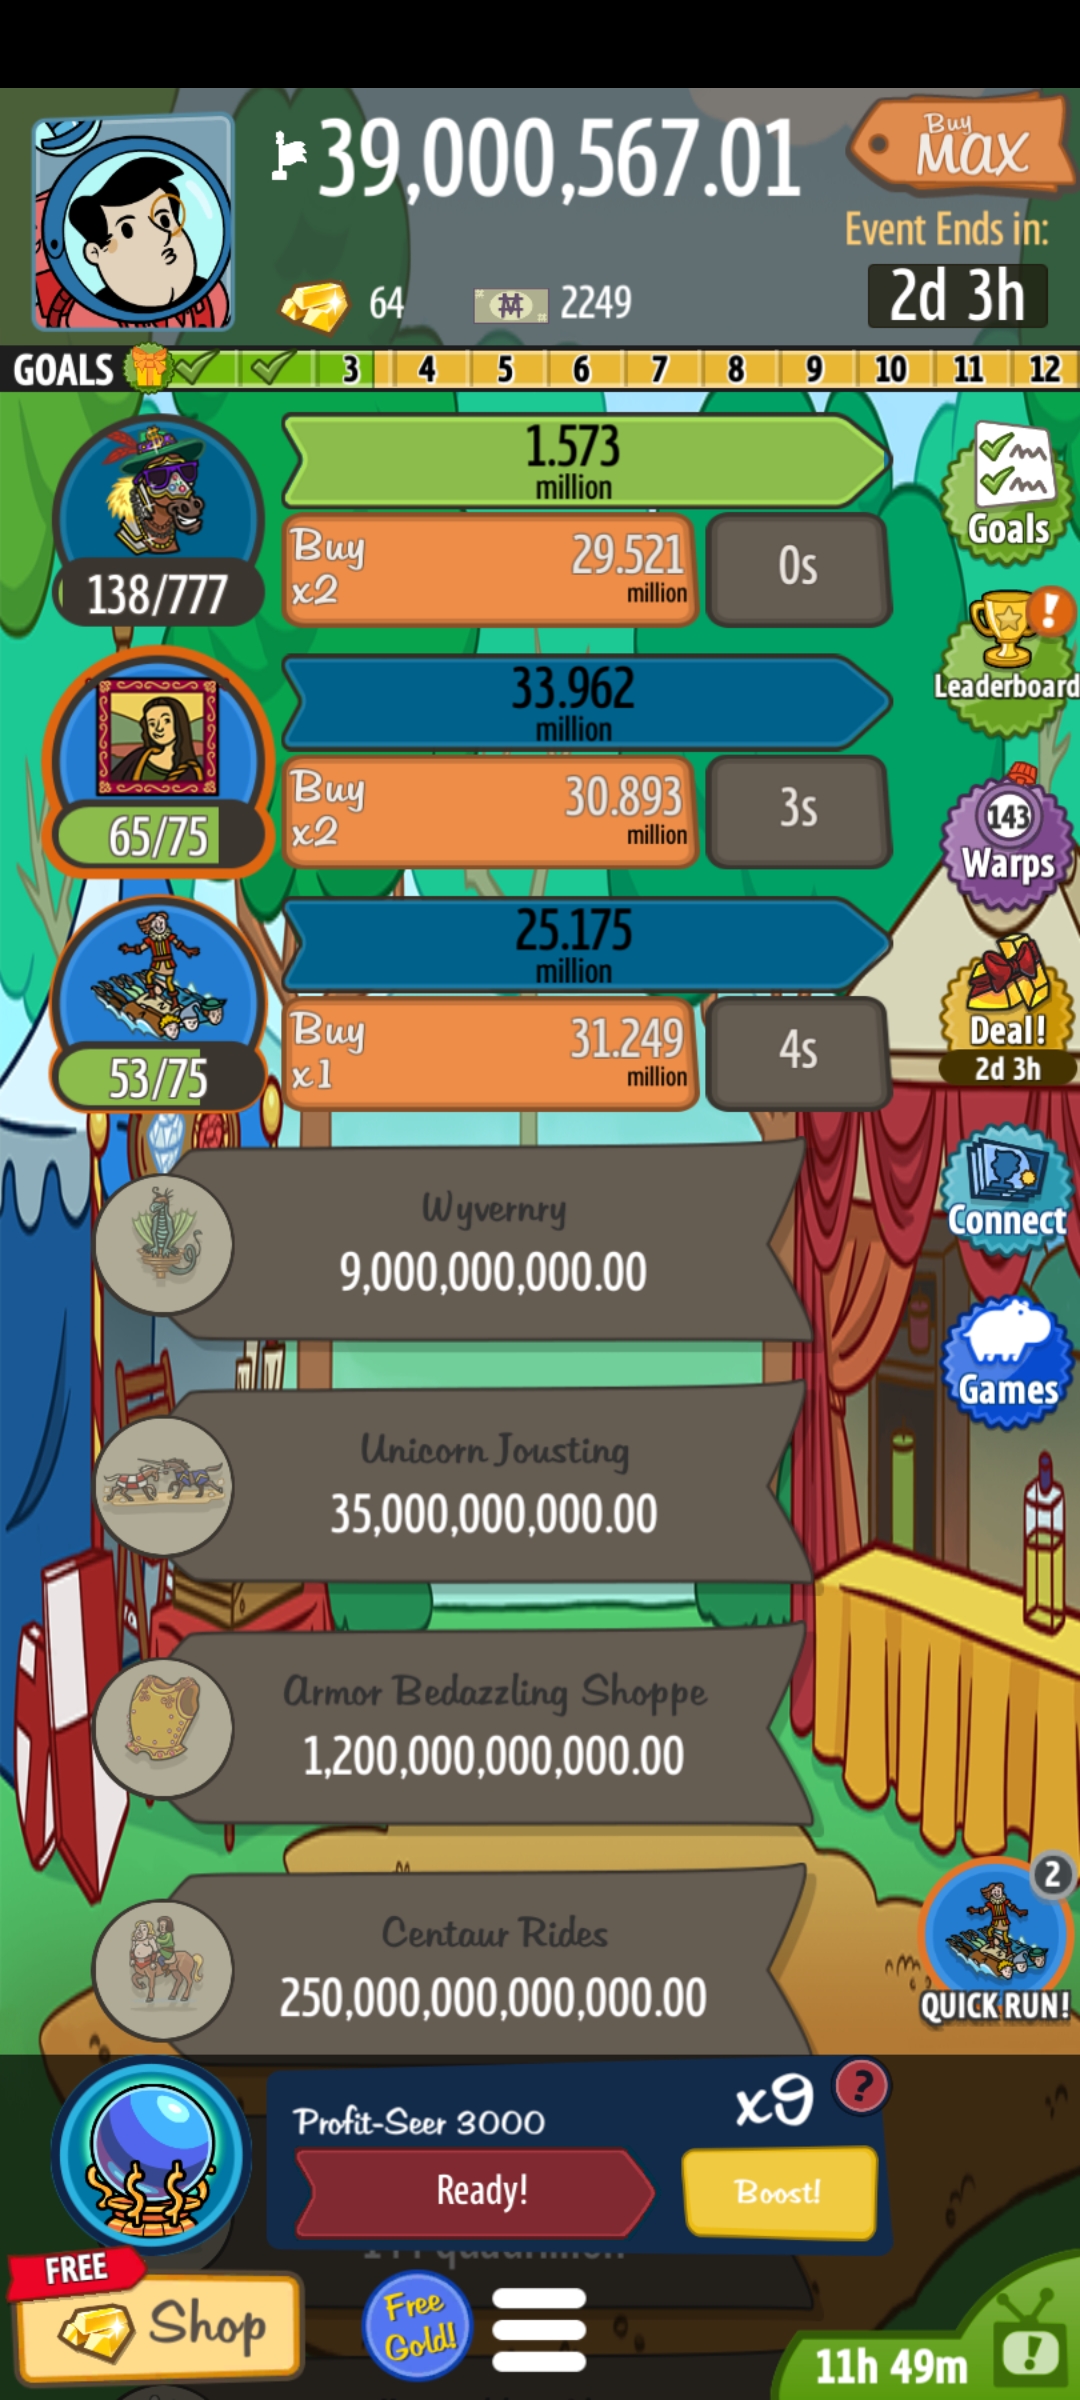 39,000,567.01
Buy
MAX
Event Ends in:
2d 3h
64
2249
GOALS 3 4 5 6 7 8 9 10 11 12
1.573
million
Buy
x2
29.521
million
0s
138/777
Goals
33.962
million
Leaderboard
Buy
x2
30.893
million
3s
65/75
143
Warps
25.175
million
Buy
x1
31.249
million
4s
53/75
Deal!
2d 3h
Wyvernry
9,000,000,000.00
Connect
Unicorn Jousting
35,000,000,000.00
Games
Armor Bedazzling Shoppe
1,200,000,000,000.00
Centaur Rides
250,000,000,000,000.00
2
QUICK RUN!
Profit-Seer 3000
x9
?
Ready!
Boost!
FREE
Shop
Free
Gold!
11h 49m